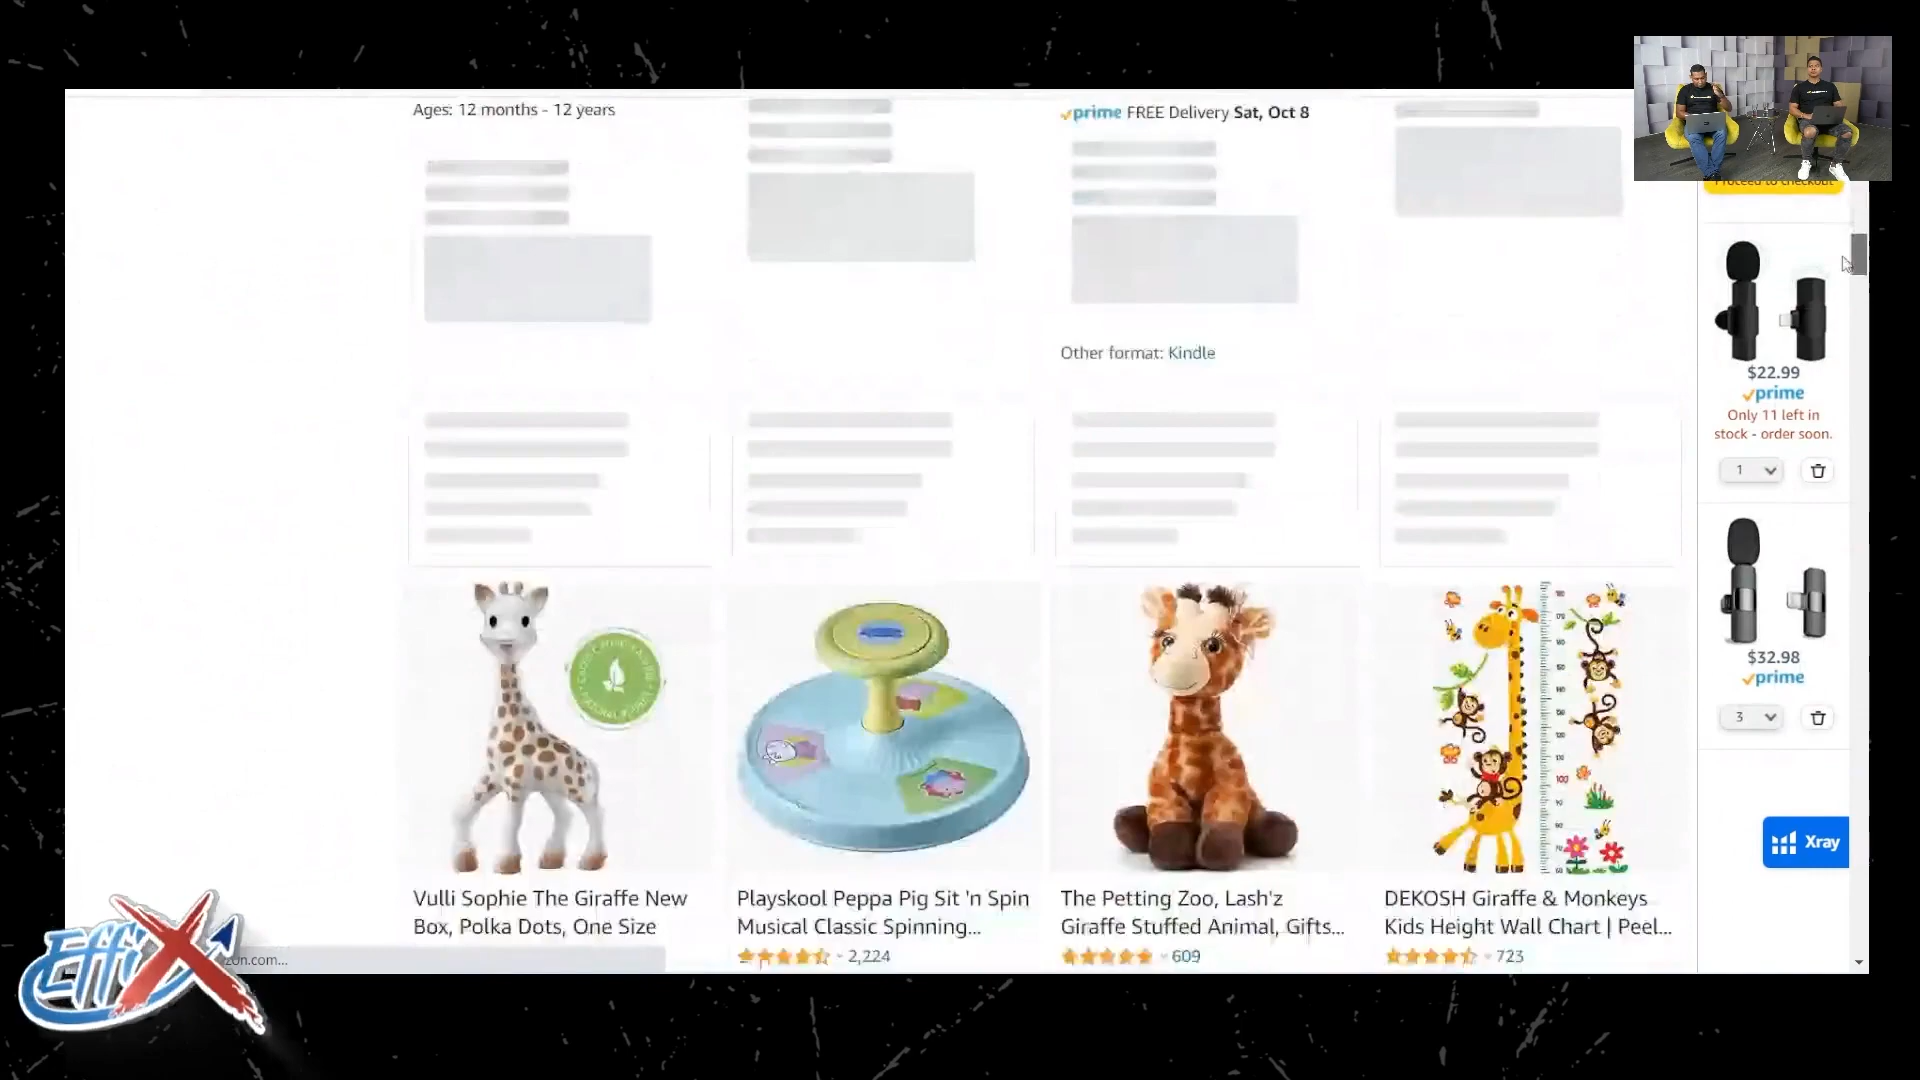 Ages: 12 months - 12 years
prime FREE Delivery Sat, Oct 8
Other format: Kindle
Proceed to checkout
$22.99
prime
Only 11 left in
stock - order soon.
1
$32.98
prime
3
Xray
Vulli Sophie The Giraffe New
Box, Polka Dots, One Size
Playskool Peppa Pig Sit 'n Spin
Musical Classic Spinning...
2,224
The Petting Zoo, Lash'z
Giraffe Stuffed Animal, Gifts...
609
DEKOSH Giraffe & Monkeys
Kids Height Wall Chart | Peel...
723
EffiX
zon.com...